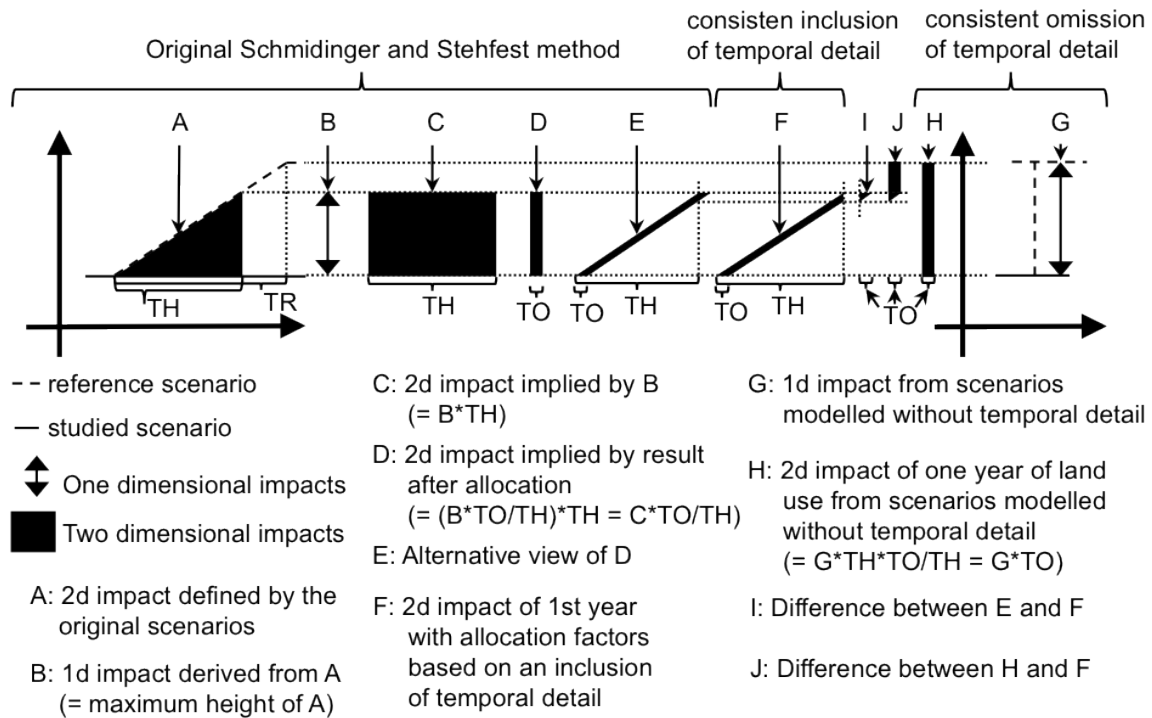 Original Schmidinger and Stehfest method
consisten inclusion
of temporal detail
consistent omission
of temporal detail
A
B
C
D
E
F
I
J
H
G
TH
TR
TH
TO
TO
TH
TO
TH
TO
reference scenario
studied scenario
One dimensional impacts
Two dimensional impacts
A: 2d impact defined by the
original scenarios
B: 1d impact derived from A
(= maximum height of A)
C: 2d impact implied by B
(= B*TH)
D: 2d impact implied by result
after allocation
(= (B*TO/TH)*TH = C*TO/TH)
E: Alternative view of D
F: 2d impact of 1st year
with allocation factors
based on an inclusion
of temporal detail
G: 1d impact from scenarios
modelled without temporal detail
H: 2d impact of one year of land
use from scenarios modelled
without temporal detail
(= G*TH*TO/TH = G*TO)
I: Difference between E and F
J: Difference between H and F